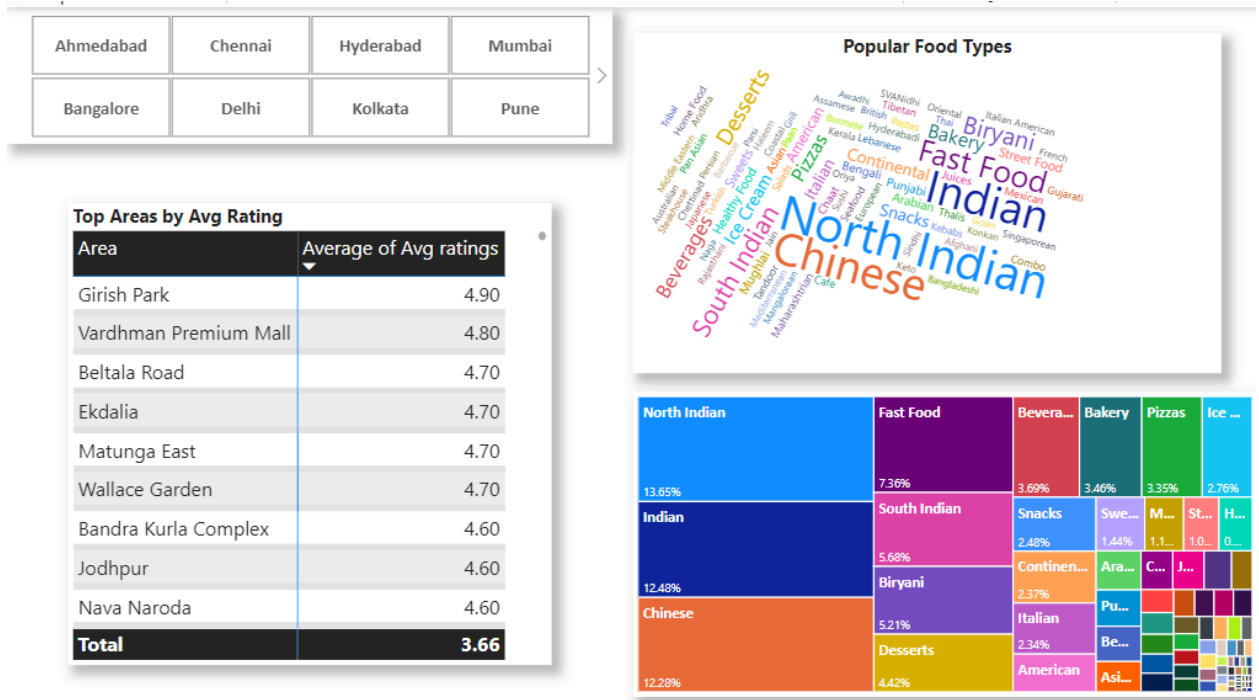 Ahmedabad Chennai Hyderabad Mumbai
Bangalore Delhi Kolkata Pune
Top Areas by Avg Rating
Area Average of Avg ratings
Girish Park 4.90
Vardhman Premium Mall 4.80
Beltala Road 4.70
Ekdalia 4.70
Matunga East 4.70
Wallace Garden 4.70
Bandra Kurla Complex 4.60
Jodhpur 4.60
Nava Naroda 4.60
Total 3.66
Popular Food Types
Tribal
Home Food
Andhra
Desserts
Middle Eastern
Pan Asian
Australian
Steakhouse
Chettinad
Persian
Barbecue
Japanese
Turkish
Sweets
Parsi
Haleem
Coastal
Grill
Healthy Food
Asian
Paan
American
Beverages
Naga
Rajasthani
Ice Cream
Salads
Pizzas
South Indian
Mughlai
Jain
Tandoor
Mediterranean
Mangalorean
Maharashtrian
Italian
Chaat
Sushi
Oriya
Seafood
European
Awadhi
SVANidhi
Assamese
British
Tibetan
Oriental
Italian American
Burmese
Hyderabadi
Pastas
Thai
Biryani
French
Kerala
Lebanese
Bakery
Street Food
Continental
Fast Food
Bengali
Punjabi
Juices
Mexican
Gujarati
Arabian
Thalis
Indian
Goan
Snacks
Kebabs
Konkan
Singaporean
North Indian
Sindhi
Afghani
Combo
Chinese
Keto
Bangladeshi
Cafe
North Indian
13.65%
Indian
12.48%
Chinese
12.28%
Fast Food
7.36%
South Indian
5.68%
Biryani
5.21%
Desserts
4.42%
Bevera... Bakery Pizzas Ice ...
3.69% 3.46% 3.35% 2.76%
Snacks Swe... M... St... H...
2.48% 1.44% 1.1... 1.0... 0....
Continen... Ara... C... J...
2.37%
Italian Pu...
2.34% Be...
American Asi...